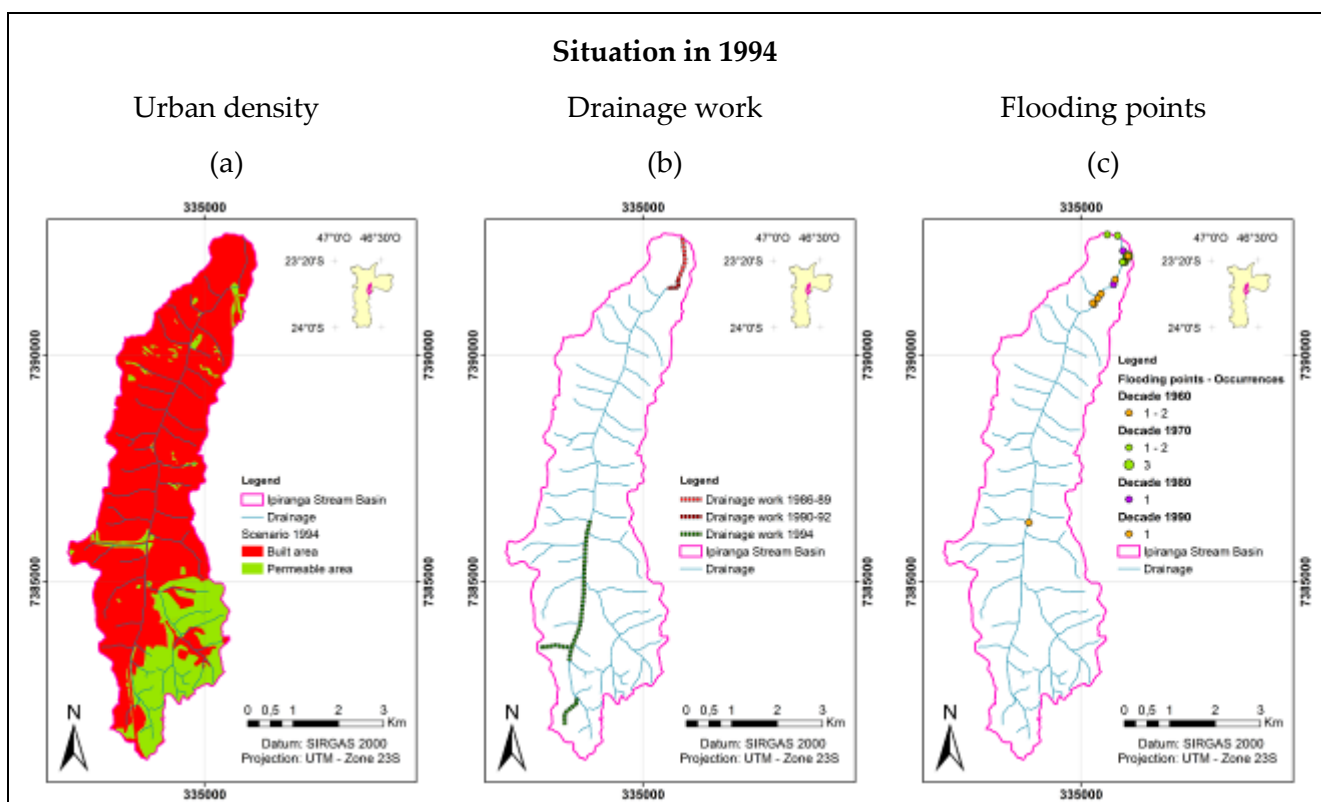 Situation in 1994
Urban density
Drainage work
Flooding points
(a)
(b)
(c)
335000
47°0'O 46°30'O
23°20'S
24°0'S
7390000
7385000
Legend
Ipiranga Stream Basin
Drainage
Scenario 1994
Built area
Permeable area
N
0 0,5 1 2 3
Km
Datum: SIRGAS 2000
Projection: UTM - Zone 23S
335000
335000
47°0'O 46°30'O
23°20'S
24°0'S
7390000
7385000
Legend
Drainage work 1986-89
Drainage work 1990-92
Drainage work 1994
Ipiranga Stream Basin
Drainage
N
0 0,5 1 2 3
Km
Datum: SIRGAS 2000
Projection: UTM - Zone 23S
335000
335000
47°0'O 46°30'O
23°20'S
24°0'S
7390000
7385000
Legend
Flooding points - Occurrences
Decade 1960
1 - 2
Decade 1970
1 - 2
3
Decade 1980
1
Decade 1990
1
Ipiranga Stream Basin
Drainage
N
0 0,5 1 2 3
Km
Datum: SIRGAS 2000
Projection: UTM - Zone 23S
335000